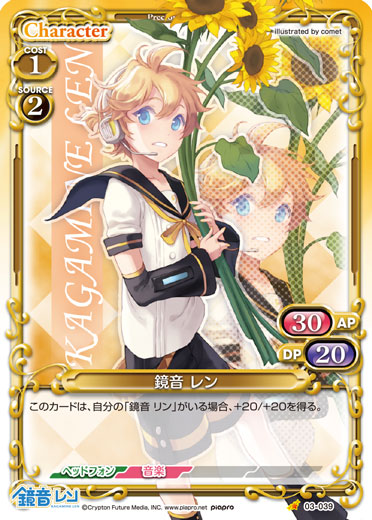 Precious
Character
illustrated by comet
COST
1
SOURCE
2
KAGAMINE LEN
30 AP
DP 20
鏡音 レン
このカードは、自分の「鏡音 リン」がいる場合、+20/+20を得る。
ヘッドフォン 音楽
鏡音レン
KAGAMINE LEN
©Crypton Future Media, INC. www.piapro.net piapro
03-039